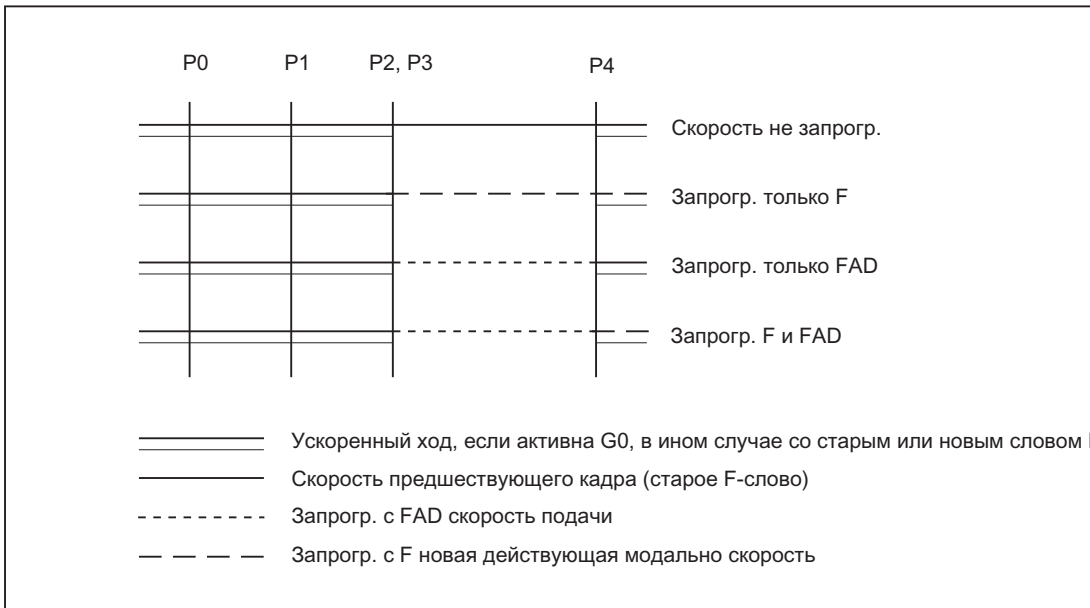 P0 P1 P2, P3 P4
Скорость не запрогр.
Запрогр. только F
Запрогр. только FAD
Запрогр. F и FAD
Ускоренный ход, если активна G0, в ином случае со старым или новым словом
Скорость предшествующего кадра (старое F-слово)
Запрогр. с FAD скорость подачи
Запрогр. с F новая действующая модально скорость